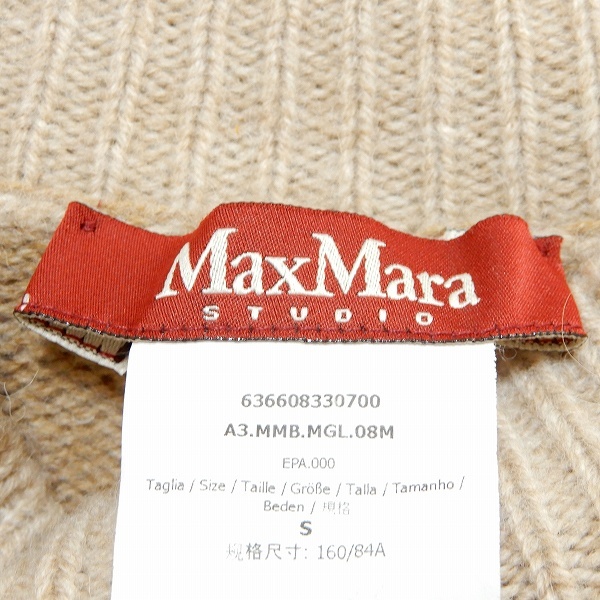 MaxMara
STUDIO
636608330700
A3.MMB.MGL.08M
EPA.000
Taglia / Size / Taille / Größe / Talla / Tamanho /
Beden / 规格
S
规格尺寸: 160/84A